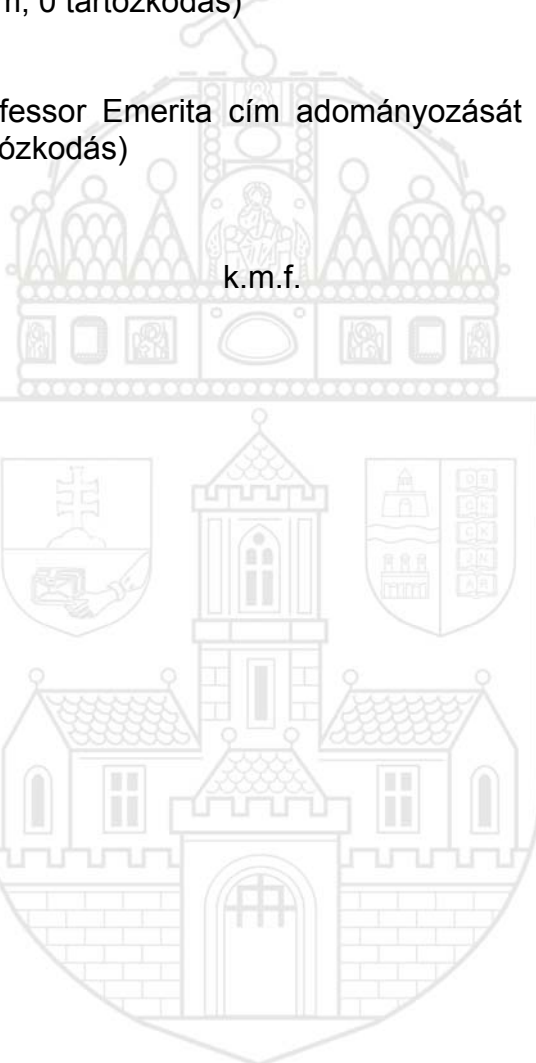 0 tartózkodás)
fessor Emerita cím adományozását
ózkodás)
k.m.f.
O B
C K
C K
J N
A R